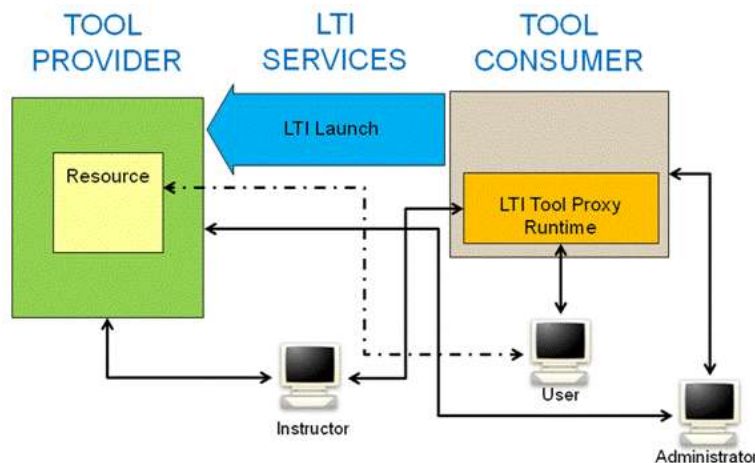 TOOL
PROVIDER
LTI
SERVICES
TOOL
CONSUMER
LTI Launch
Resource
LTI Tool Proxy
Runtime
User
Instructor
Administrator